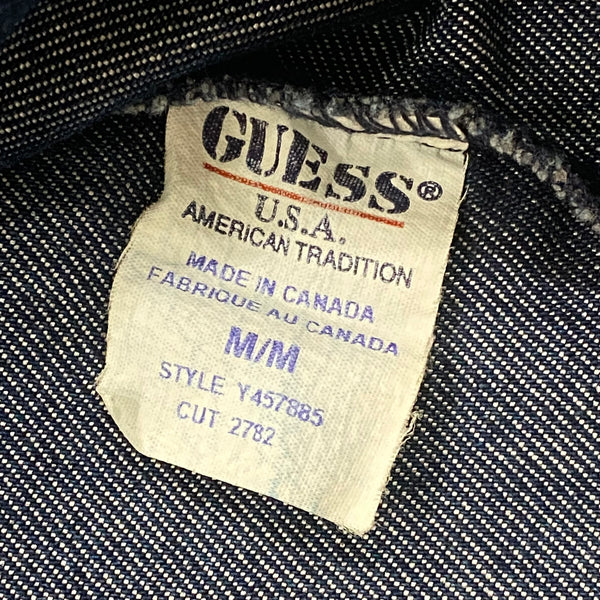 GUESS®
U.S.A.
AMERICAN TRADITION
MADE IN CANADA
FABRIQUE AU CANADA
M/M
STYLE Y457885
CUT 2782